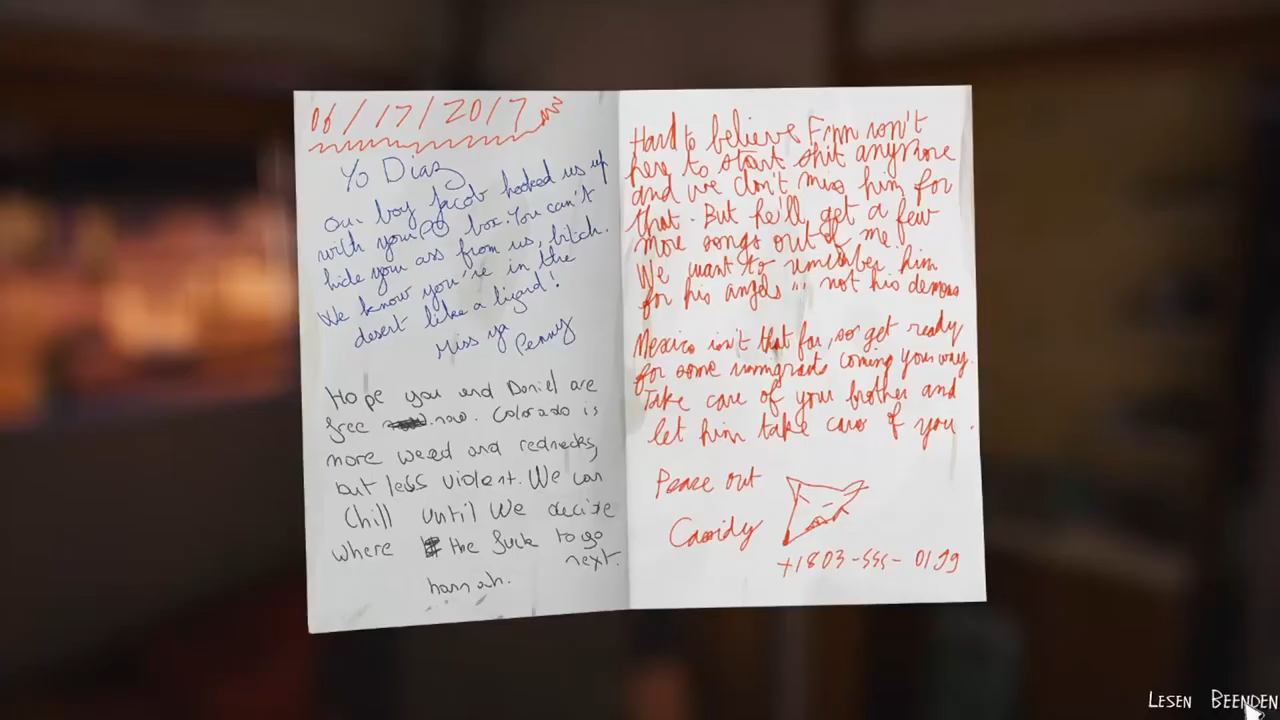 06/17/2017
Yo Diaz
Our boy Jacob hooked us up
with your PO box. You can't
hide your ass from us, bitch.
We know you're in the
desert like a lizard!
Miss ya
Penny
Hope you and Daniel are
free now. Colorado is
more weed and rednecks,
but less violent. We can
Chill until We decide
where the fuck to go
next.
hannah.
Hard to believe Finn isn't
here to start shit anymore
and we don't miss him for
that. But he'll get a few
more songs out of me.
We want to remember him
for his angels... not his demons
Mexico isn't that far, so get ready
for some immigrants coming your way.
Take care of your brother and
let him take care of you.
Peace out
Cassidy
+1803-555-0199
LESEN BEENDEN